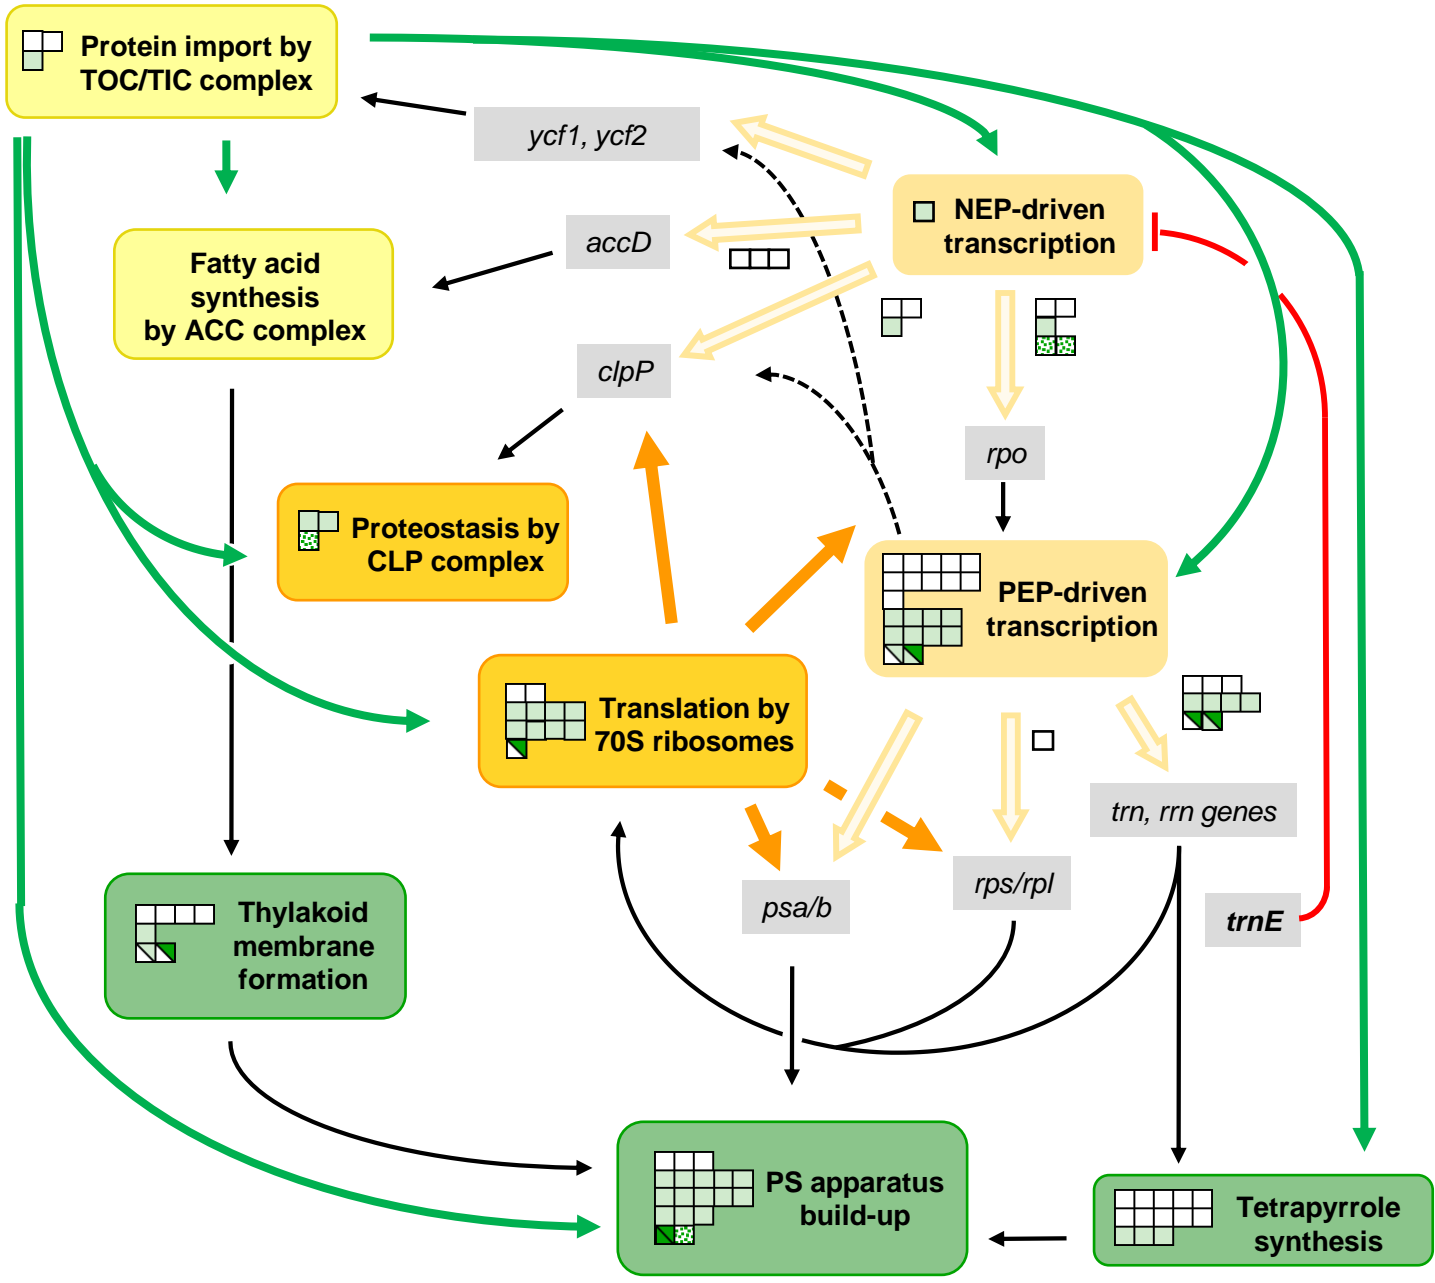 Protein import by
TOC/TIC complex
ycf1, ycf2
NEP-driven
transcription
accD
Fatty acid
synthesis
by ACC complex
clpP
rpo
Proteostasis by
CLP complex
PEP-driven
transcription
Translation by
70S ribosomes
trn, rrn genes
rps/rpl
psa/b
trnE
Thylakoid
membrane
formation
PS apparatus
build-up
Tetrapyrrole
synthesis